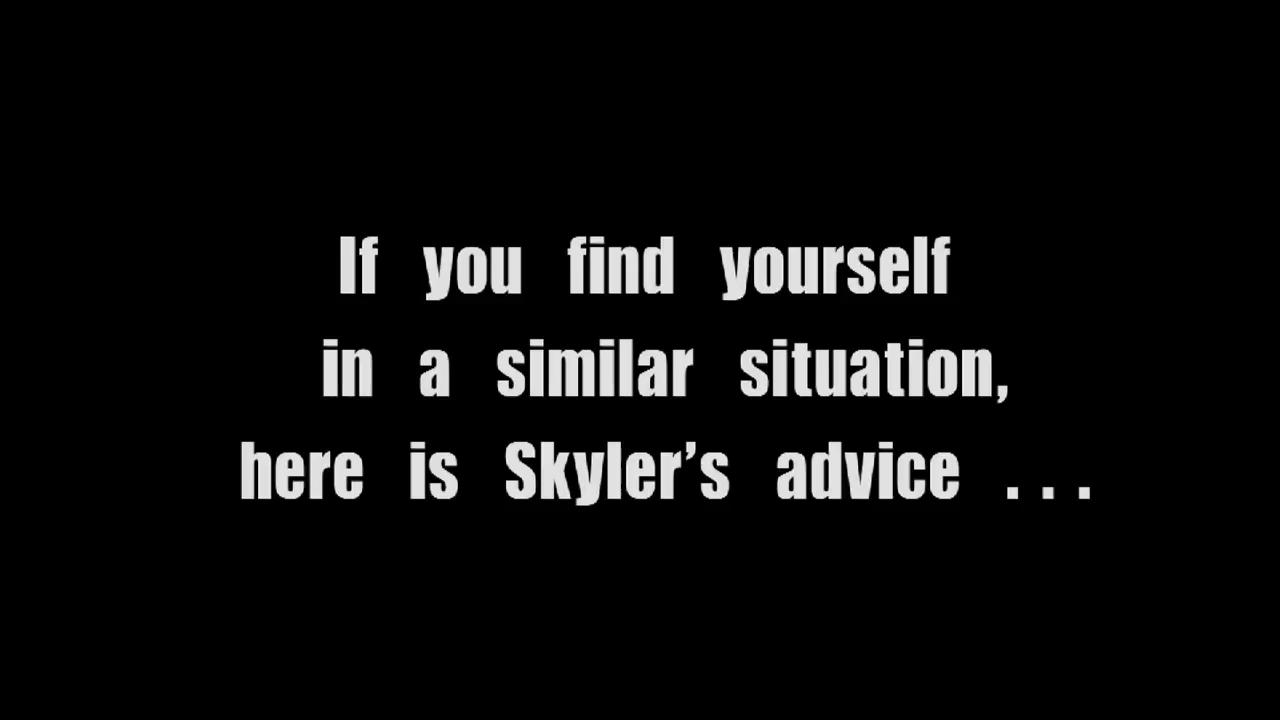 If you find yourself
in a similar situation,
here is Skyler’s advice . . .